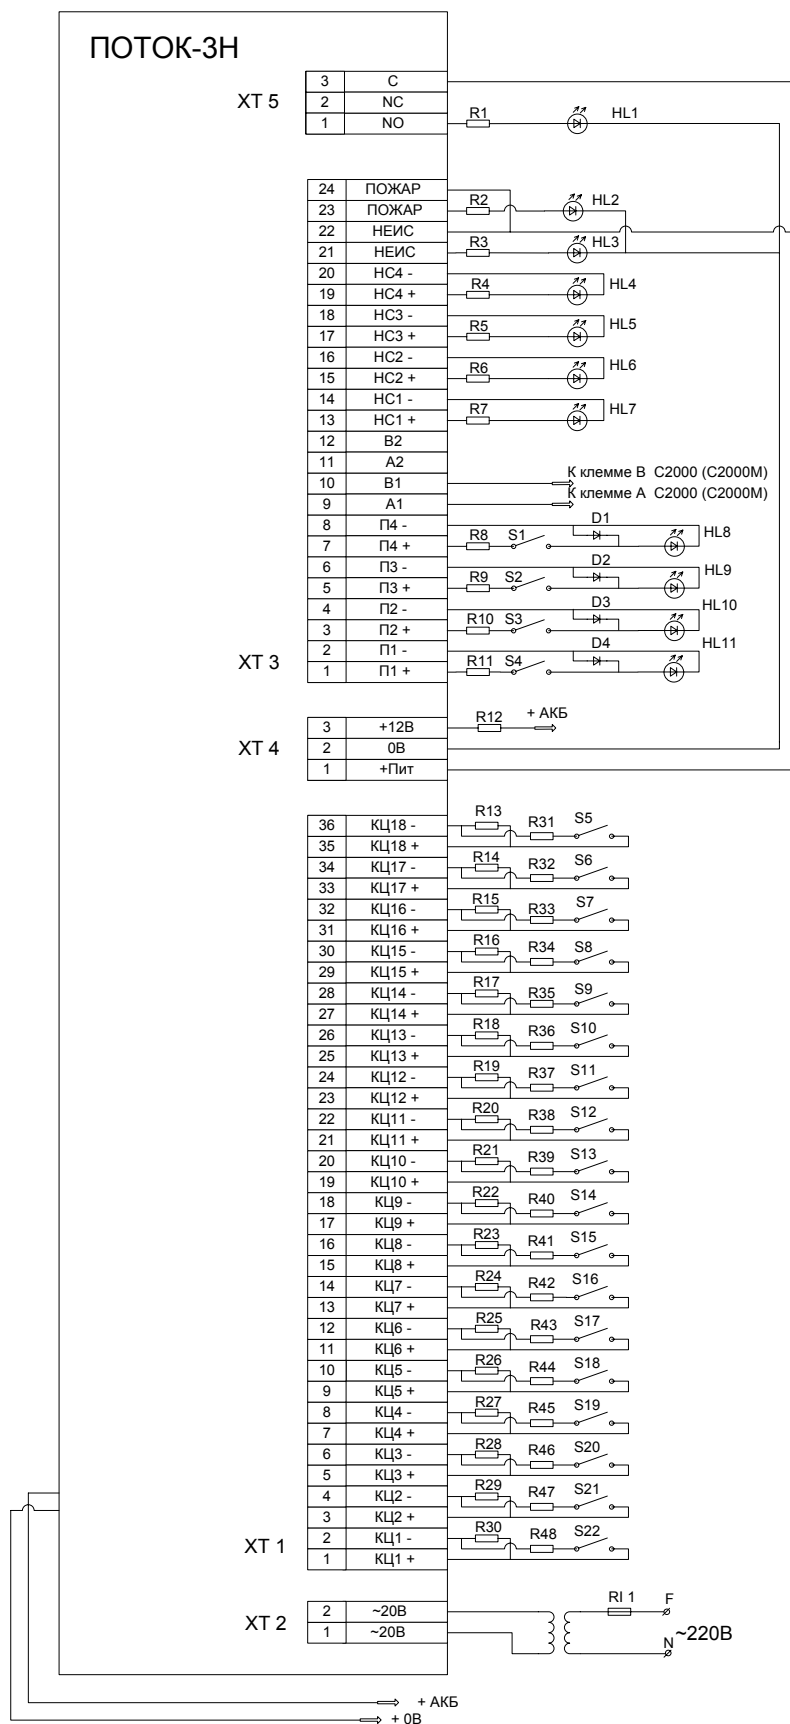 ПОТОК-3Н
XT 5
3 C
2 NC
1 NO R1 HL1
24 ПОЖАР
23 ПОЖАР R2 HL2
22 НЕИС
21 НЕИС R3 HL3
20 НС4 -
19 НС4 + R4 HL4
18 НС3 -
17 НС3 + R5 HL5
16 НС2 -
15 НС2 + R6 HL6
14 НС1 -
13 НС1 + R7 HL7
12 B2
11 A2
10 B1 К клемме В С2000 (С2000М)
9 A1 К клемме А С2000 (С2000М)
8 П4 - D1
7 П4 + R8 S1 HL8
6 П3 - D2
5 П3 + R9 S2 HL9
4 П2 - D3
3 П2 + R10 S3 HL10
2 П1 - D4
1 П1 + R11 S4 HL11
XT 3
3 +12В R12 + АКБ
2 0В
1 +Пит
XT 4
36 КЦ18 - R13 R31 S5
35 КЦ18 +
34 КЦ17 - R14 R32 S6
33 КЦ17 +
32 КЦ16 - R15 R33 S7
31 КЦ16 +
30 КЦ15 - R16 R34 S8
29 КЦ15 +
28 КЦ14 - R17 R35 S9
27 КЦ14 +
26 КЦ13 - R18 R36 S10
25 КЦ13 +
24 КЦ12 - R19 R37 S11
23 КЦ12 +
22 КЦ11 - R20 R38 S12
21 КЦ11 +
20 КЦ10 - R21 R39 S13
19 КЦ10 +
18 КЦ9 - R22 R40 S14
17 КЦ9 +
16 КЦ8 - R23 R41 S15
15 КЦ8 +
14 КЦ7 - R24 R42 S16
13 КЦ7 +
12 КЦ6 - R25 R43 S17
11 КЦ6 +
10 КЦ5 - R26 R44 S18
9 КЦ5 +
8 КЦ4 - R27 R45 S19
7 КЦ4 +
6 КЦ3 - R28 R46 S20
5 КЦ3 +
4 КЦ2 - R29 R47 S21
3 КЦ2 +
2 КЦ1 - R30 R48 S22
1 КЦ1 +
XT 1
2 ~20В RI 1 F
1 ~20В N ~220В
XT 2
+ АКБ
+ 0В